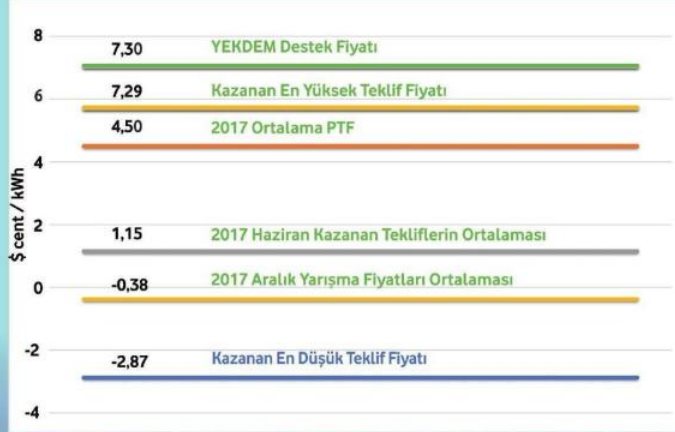 8
7,30 YEKDEM Destek Fiyatı
7,29 Kazanan En Yüksek Teklif Fiyatı
6
4,50 2017 Ortalama PTF
4
$ cent / kWh
2
1,15 2017 Haziran Kazanan Tekliflerin Ortalaması
0
-0,38 2017 Aralık Yarışma Fiyatları Ortalaması
-2
-2,87 Kazanan En Düşük Teklif Fiyatı
-4